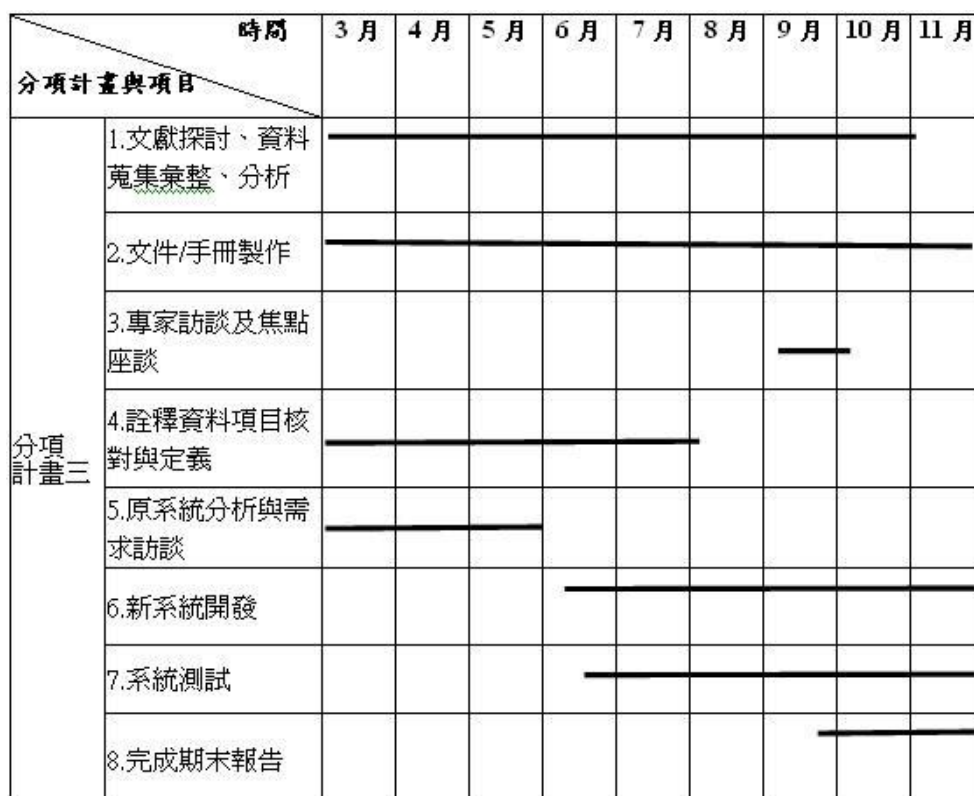 時間
分項計畫與項目
3 月 4 月 5 月 6 月 7 月 8 月 9 月 10 月 11 月
分項
計畫三
1.文獻探討、資料
蒐集彙整、分析
2.文件/手冊製作
3.專家訪談及焦點
座談
4.詮釋資料項目核
對與定義
5.原系統分析與需
求訪談
6.新系統開發
7.系統測試
8.完成期末報告